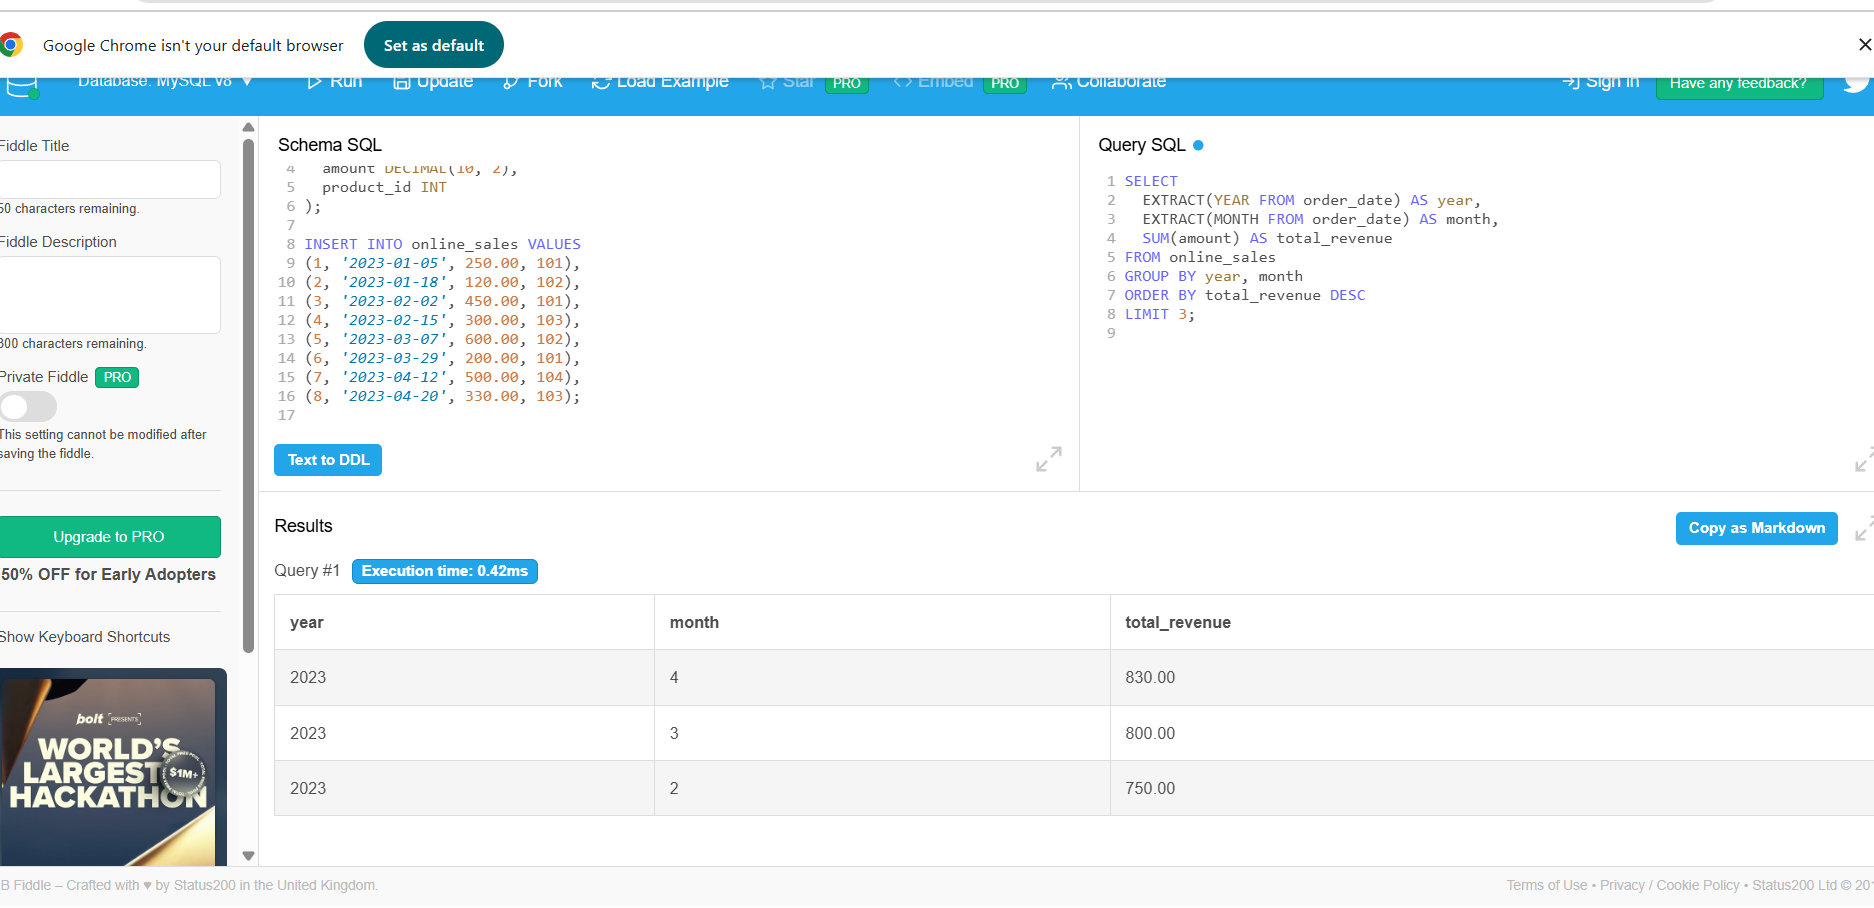 Google Chrome isn't your default browser
Set as default
Database: MySQL v8
Run
Update
Fork
Load Example
Star
PRO
Embed
PRO
Collaborate
Sign In
Have any feedback?
Fiddle Title
50 characters remaining.
Fiddle Description
300 characters remaining.
Private Fiddle PRO
This setting cannot be modified after
saving the fiddle.
Upgrade to PRO
50% OFF for Early Adopters
Show Keyboard Shortcuts
bolt PRESENTS
WORLD'S
LARGEST
HACKATHON
$1M+
Schema SQL
4 amount DECIMAL(10, 2),
5 product_id INT
6 );
7
8 INSERT INTO online_sales VALUES
9 (1, '2023-01-05', 250.00, 101),
10 (2, '2023-01-18', 120.00, 102),
11 (3, '2023-02-02', 450.00, 101),
12 (4, '2023-02-15', 300.00, 103),
13 (5, '2023-03-07', 600.00, 102),
14 (6, '2023-03-29', 200.00, 101),
15 (7, '2023-04-12', 500.00, 104),
16 (8, '2023-04-20', 330.00, 103);
17
Text to DDL
Query SQL
1 SELECT
2 EXTRACT(YEAR FROM order_date) AS year,
3 EXTRACT(MONTH FROM order_date) AS month,
4 SUM(amount) AS total_revenue
5 FROM online_sales
6 GROUP BY year, month
7 ORDER BY total_revenue DESC
8 LIMIT 3;
9
Results
Copy as Markdown
Query #1 Execution time: 0.42ms
year month total_revenue
2023 4 830.00
2023 3 800.00
2023 2 750.00
B Fiddle – Crafted with ♥ by Status200 in the United Kingdom.
Terms of Use • Privacy / Cookie Policy • Status200 Ltd © 201